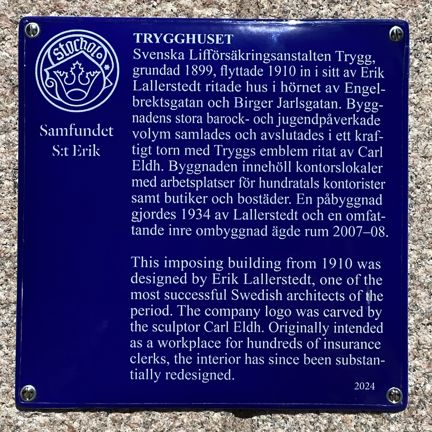 Storhol
Samfundet
S:t Erik
TRYGGHUSET
Svenska Lifförsäkringsanstalten Trygg,
grundad 1899, flyttade 1910 in i sitt av Erik
Lallerstedt ritade hus i hörnet av Engel-
brektsgatan och Birger Jarlsgatan. Bygg-
nadens stora barock- och jugendpåverkade
volym samlades och avslutades i ett kraf-
tigt torn med Tryggs emblem ritat av Carl
Eldh. Byggnaden innehöll kontorslokaler
med arbetsplatser för hundratals kontorister
samt butiker och bostäder. En påbyggnad
gjordes 1934 av Lallerstedt och en omfat-
tande inre ombyggnad ägde rum 2007–08.
This imposing building from 1910 was
designed by Erik Lallerstedt, one of the
most successful Swedish architects of the
period. The company logo was carved by
the sculptor Carl Eldh. Originally intended
as a workplace for hundreds of insurance
clerks, the interior has since been substan-
tially redesigned.
2024